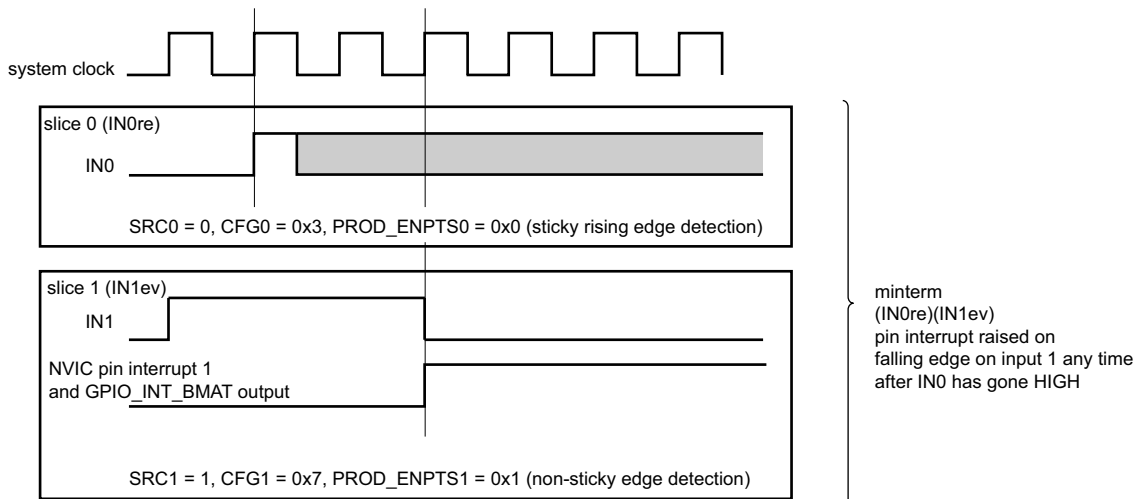 system clock
slice 0 (IN0re)
IN0
SRC0 = 0, CFG0 = 0x3, PROD_ENPTS0 = 0x0 (sticky rising edge detection)
slice 1 (IN1ev)
IN1
NVIC pin interrupt 1
and GPIO_INT_BMAT output
SRC1 = 1, CFG1 = 0x7, PROD_ENPTS1 = 0x1 (non-sticky edge detection)
minterm
(IN0re)(IN1ev)
pin interrupt raised on
falling edge on input 1 any time
after IN0 has gone HIGH